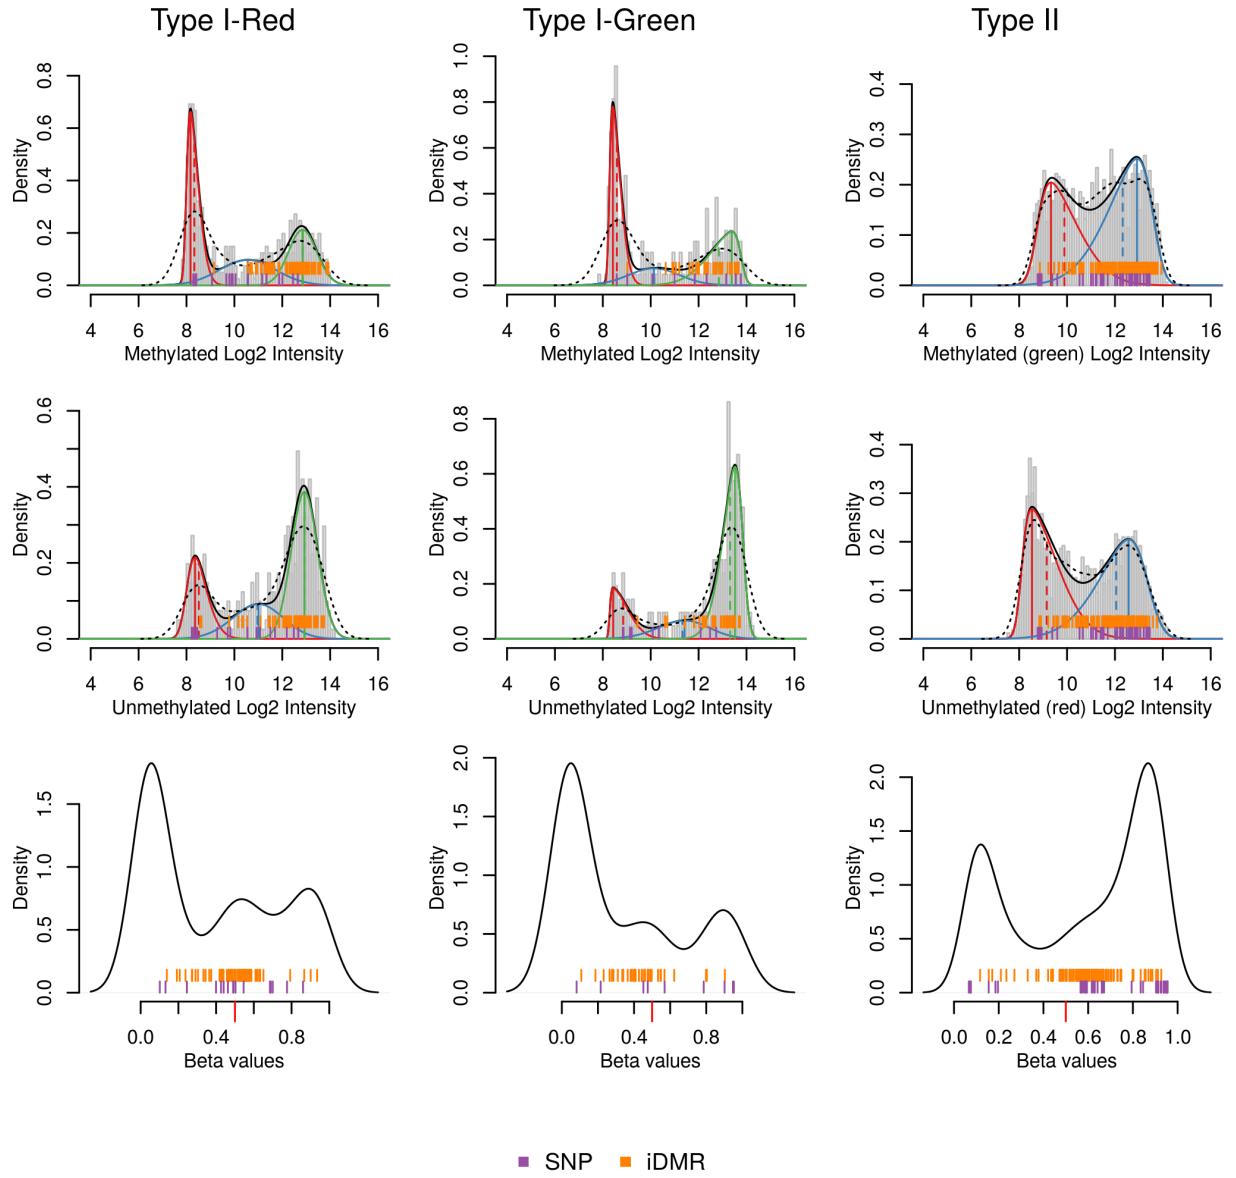 Type I-Red Type I-Green Type II
Density 0.0 0.2 0.4 0.6 0.8
4 6 8 10 12 14 16
Methylated Log2 Intensity
Density 0.0 0.2 0.4 0.6 0.8 1.0
4 6 8 10 12 14 16
Methylated Log2 Intensity
Density 0.0 0.1 0.2 0.3 0.4
4 6 8 10 12 14 16
Methylated (green) Log2 Intensity
Density 0.0 0.2 0.4 0.6
4 6 8 10 12 14 16
Unmethylated Log2 Intensity
Density 0.0 0.2 0.4 0.6 0.8
4 6 8 10 12 14 16
Unmethylated Log2 Intensity
Density 0.0 0.1 0.2 0.3 0.4
4 6 8 10 12 14 16
Unmethylated (red) Log2 Intensity
Density 0.0 0.5 1.0 1.5
0.0 0.4 0.8
Beta values
Density 0.0 0.5 1.0 1.5 2.0
0.0 0.4 0.8
Beta values
Density 0.0 0.5 1.0 1.5 2.0
0.0 0.2 0.4 0.6 0.8 1.0
Beta values
SNP iDMR